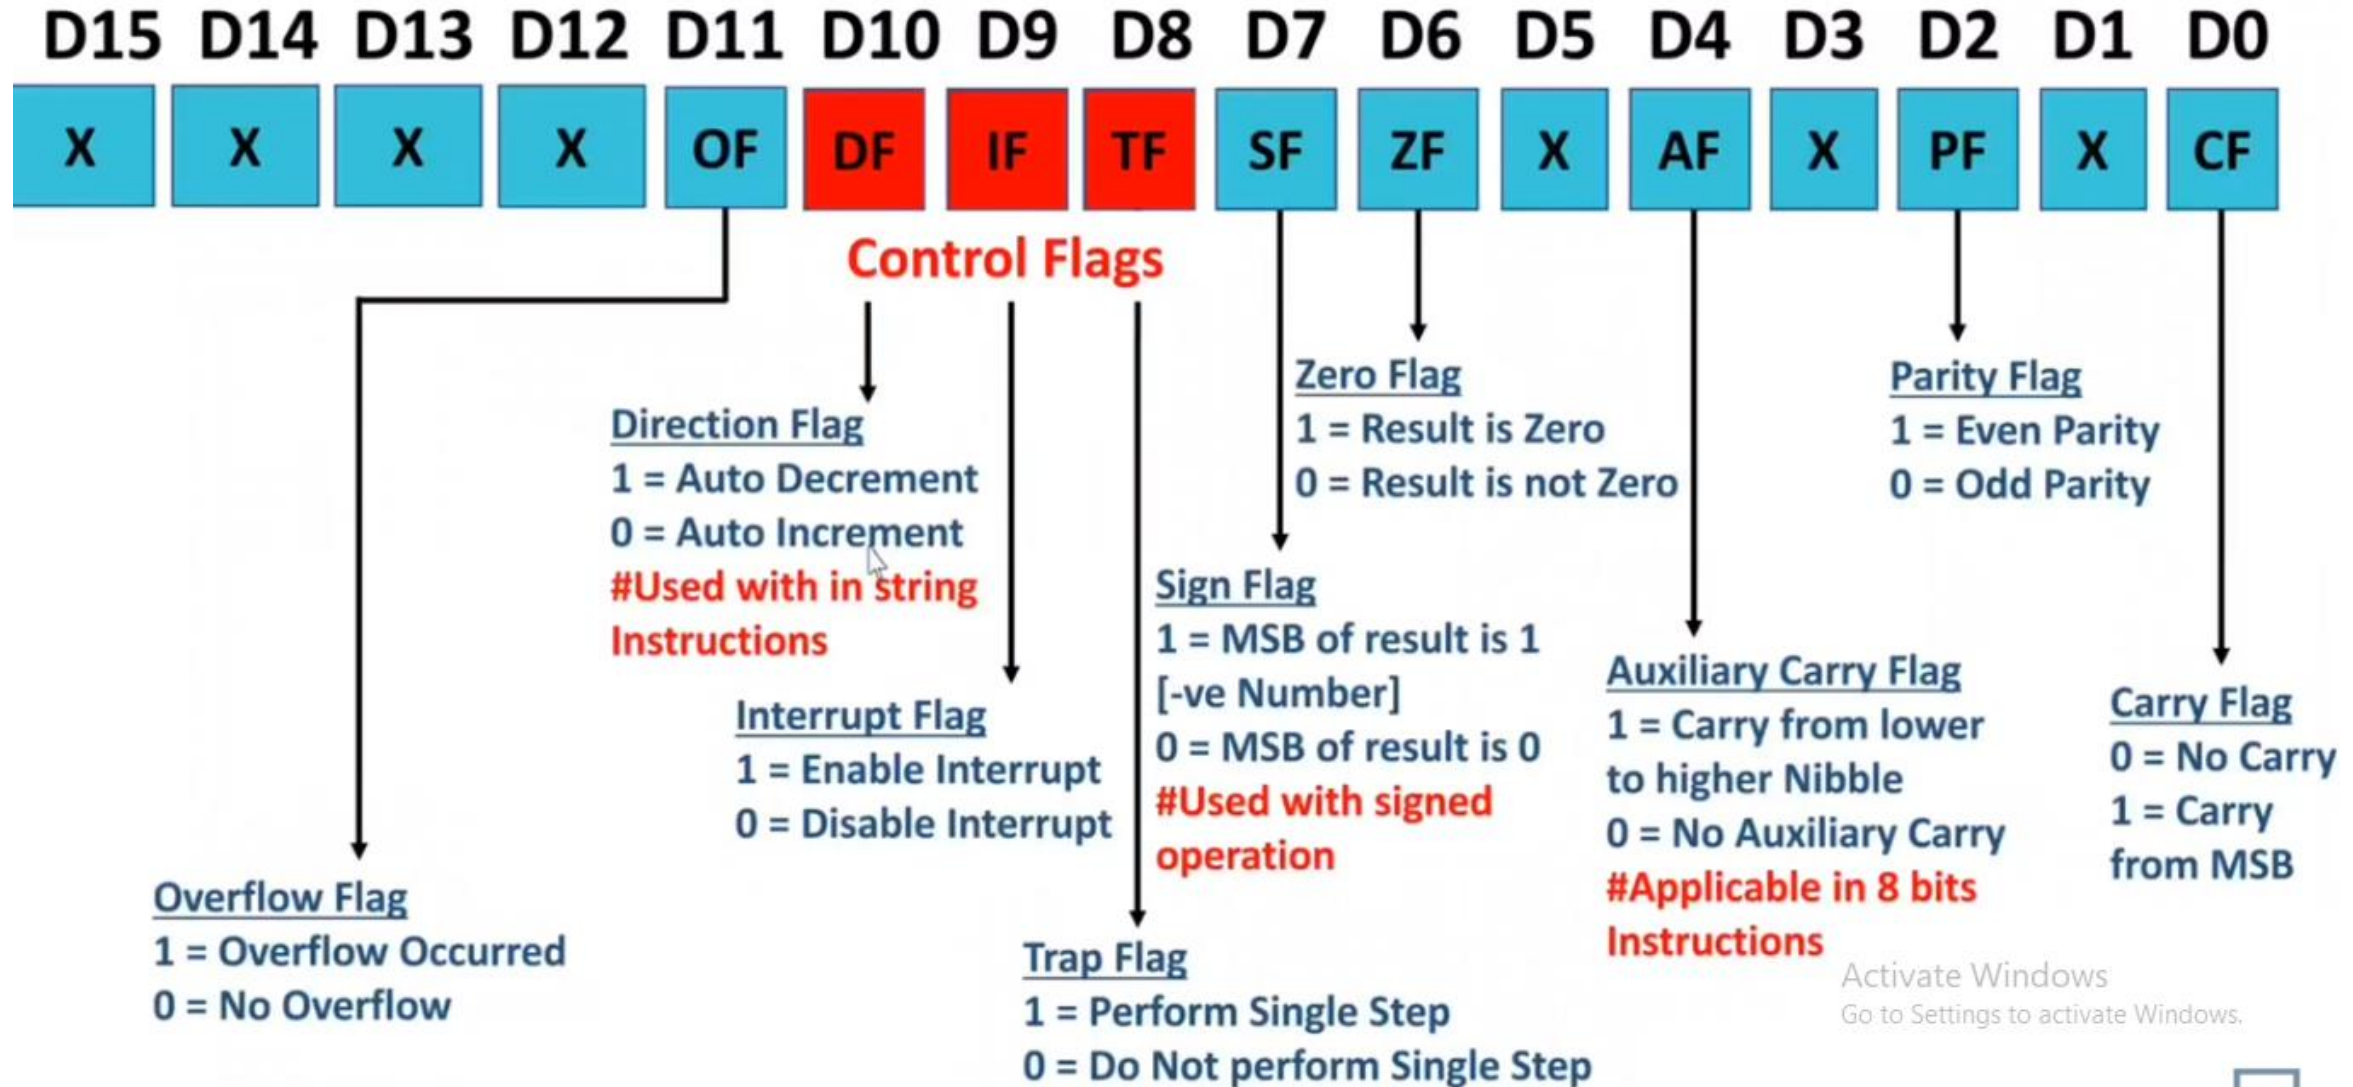 D15 D14 D13 D12 D11 D10 D9 D8 D7 D6 D5 D4 D3 D2 D1 D0
X X X X OF DF IF TF SF ZF X AF X PF X CF
Control Flags
Direction Flag
1 = Auto Decrement
0 = Auto Increment
#Used with in string
Instructions
Zero Flag
1 = Result is Zero
0 = Result is not Zero
Parity Flag
1 = Even Parity
0 = Odd Parity
Interrupt Flag
1 = Enable Interrupt
0 = Disable Interrupt
Sign Flag
1 = MSB of result is 1
[-ve Number]
0 = MSB of result is 0
#Used with signed
operation
Auxiliary Carry Flag
1 = Carry from lower
to higher Nibble
0 = No Auxiliary Carry
#Applicable in 8 bits
Instructions
Carry Flag
0 = No Carry
1 = Carry
from MSB
Overflow Flag
1 = Overflow Occurred
0 = No Overflow
Trap Flag
1 = Perform Single Step
0 = Do Not perform Single Step
Activate Windows
Go to Settings to activate Windows.